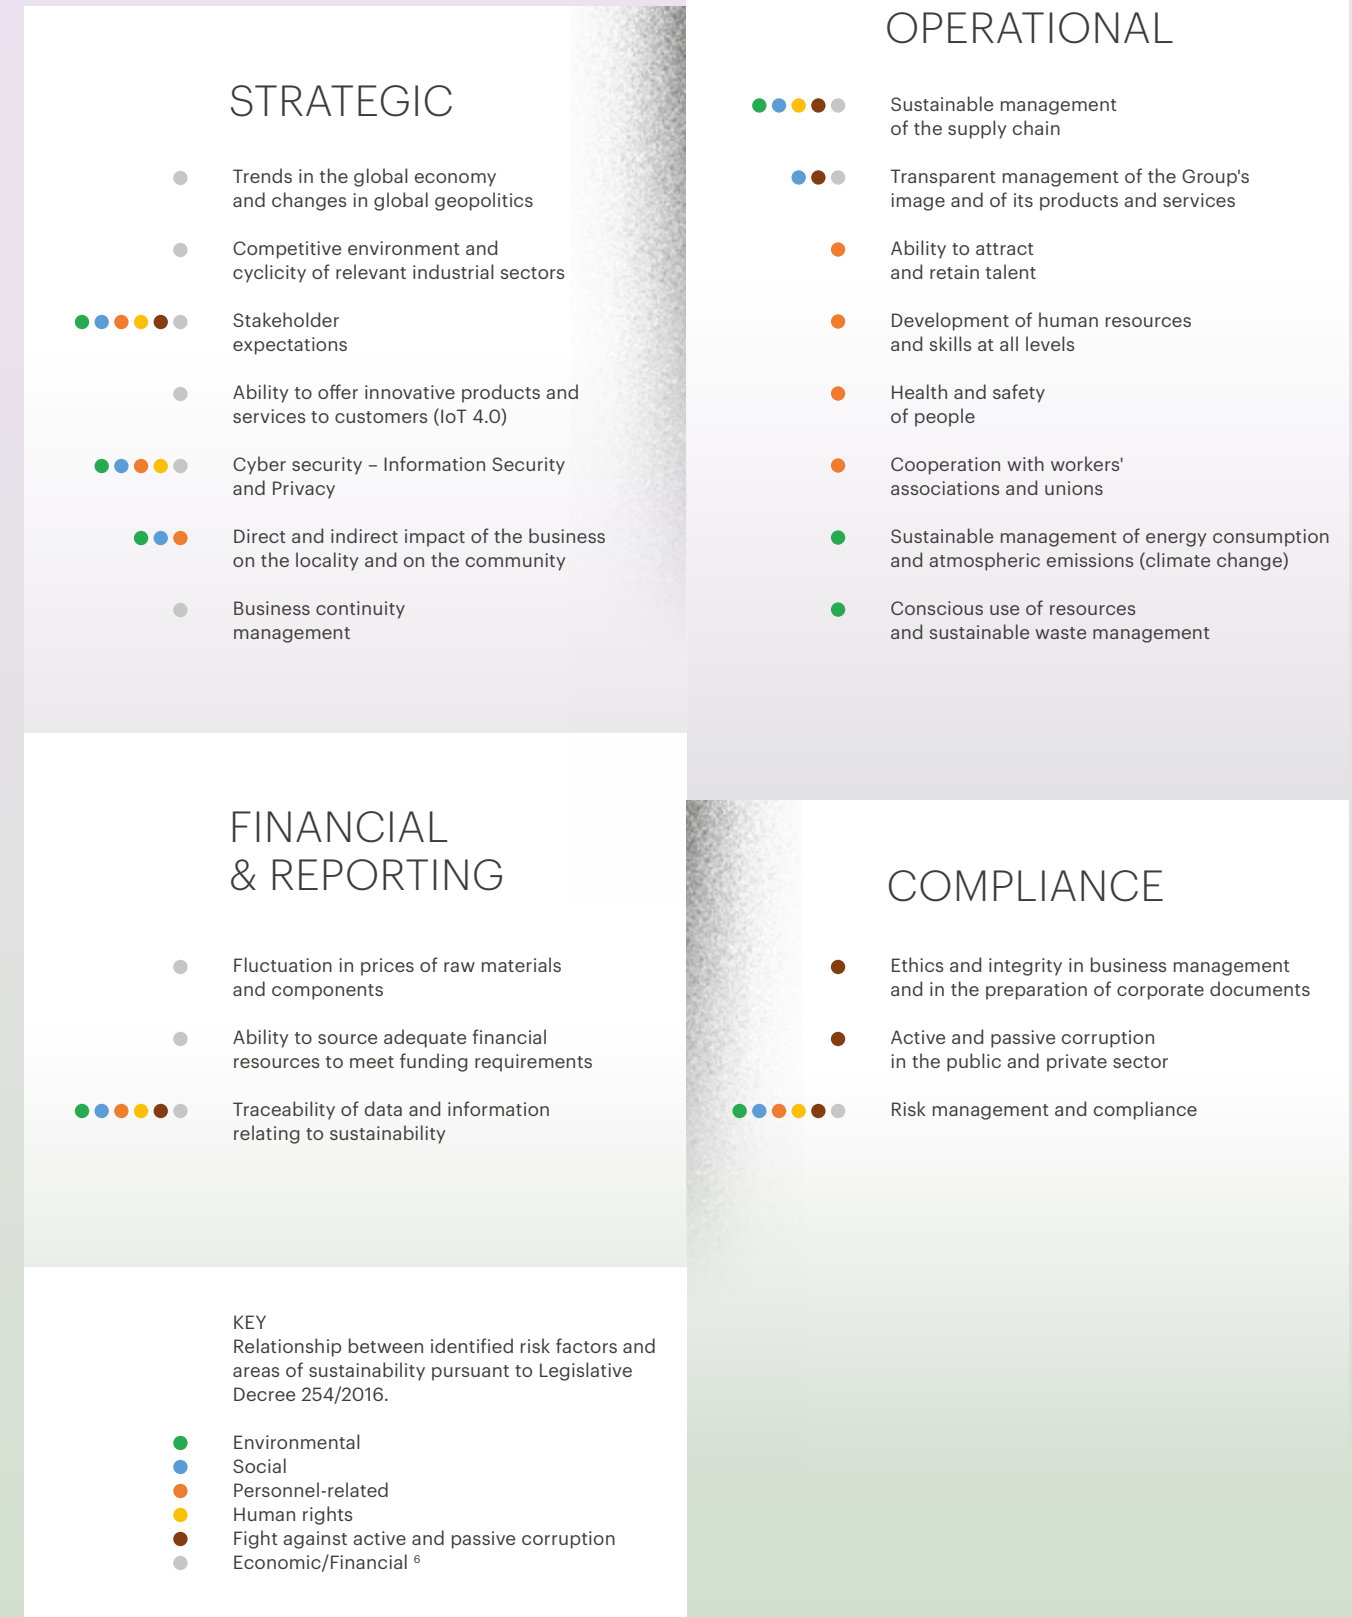 STRATEGIC
Trends in the global economy
and changes in global geopolitics
Competitive environment and
cyclicity of relevant industrial sectors
Stakeholder
expectations
Ability to offer innovative products and
services to customers (IoT 4.0)
Cyber security – Information Security
and Privacy
Direct and indirect impact of the business
on the locality and on the community
Business continuity
management
OPERATIONAL
Sustainable management
of the supply chain
Transparent management of the Group's
image and of its products and services
Ability to attract
and retain talent
Development of human resources
and skills at all levels
Health and safety
of people
Cooperation with workers'
associations and unions
Sustainable management of energy consumption
and atmospheric emissions (climate change)
Conscious use of resources
and sustainable waste management
FINANCIAL
& REPORTING
Fluctuation in prices of raw materials
and components
Ability to source adequate financial
resources to meet funding requirements
Traceability of data and information
relating to sustainability
COMPLIANCE
Ethics and integrity in business management
and in the preparation of corporate documents
Active and passive corruption
in the public and private sector
Risk management and compliance
KEY
Relationship between identified risk factors and
areas of sustainability pursuant to Legislative
Decree 254/2016.
Environmental
Social
Personnel-related
Human rights
Fight against active and passive corruption
Economic/Financial ⁶